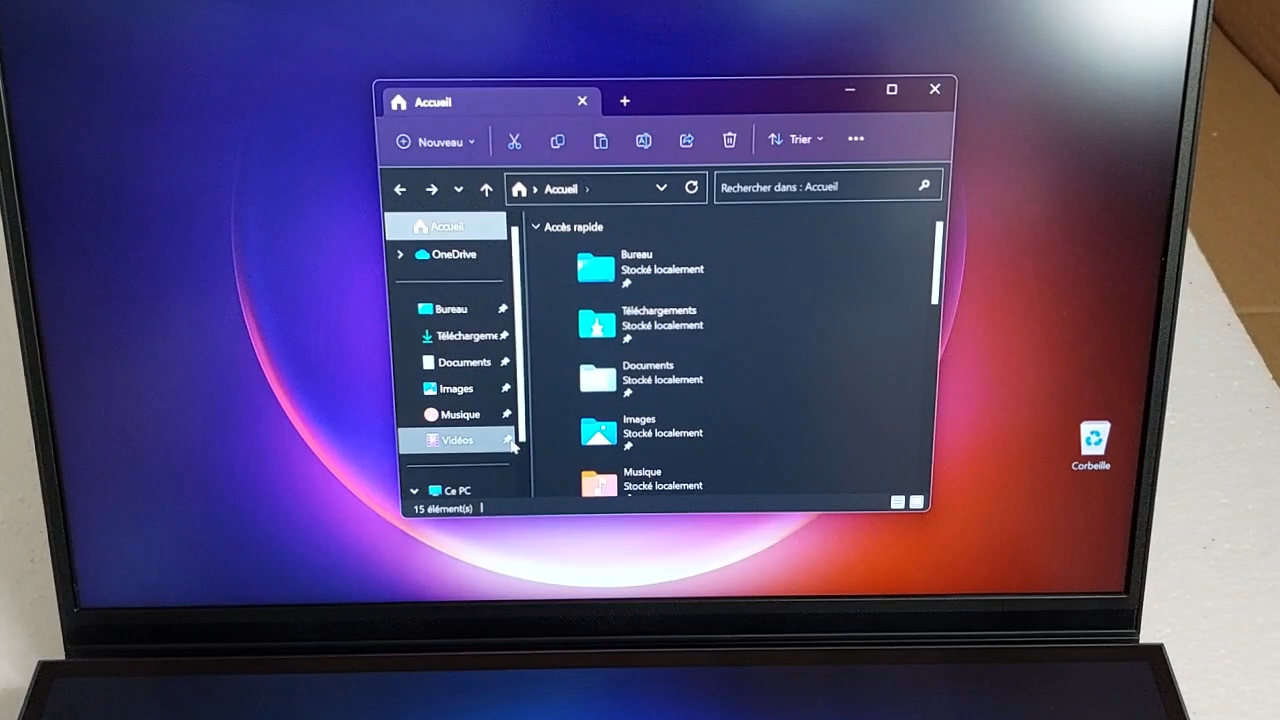 Accueil
Nouveau
Trier
Accueil
Rechercher dans : Accueil
Accueil
OneDrive
Bureau
Téléchargeme
Documents
Images
Musique
Vidéos
Ce PC
Accès rapide
Bureau
Stocké localement
Téléchargements
Stocké localement
Documents
Stocké localement
Images
Stocké localement
Musique
Stocké localement
15 élément(s)
Corbeille